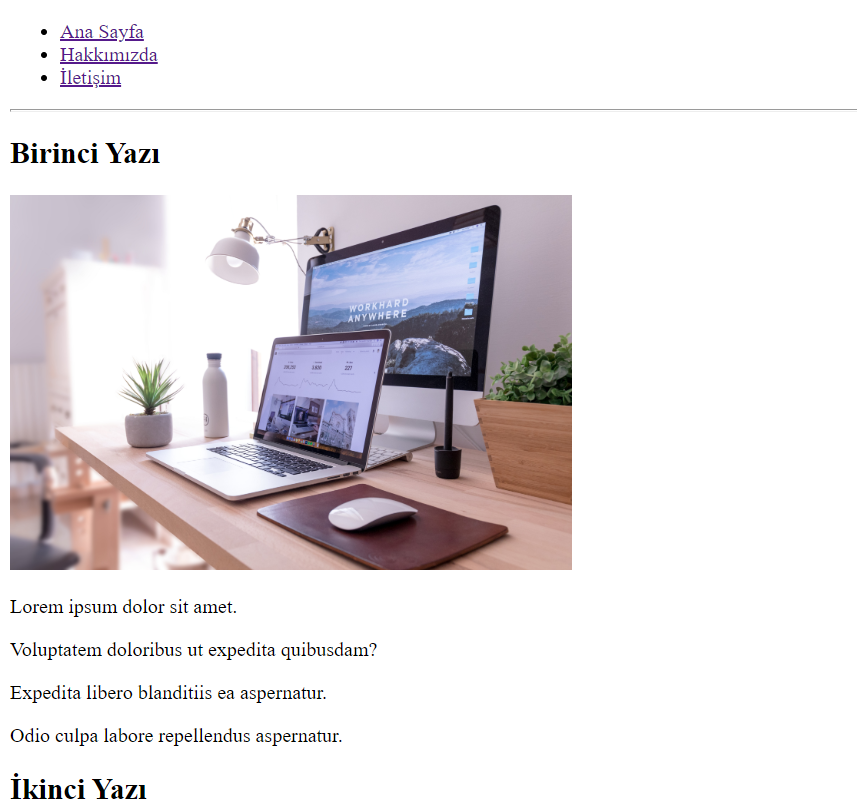 Ana Sayfa
Hakkımızda
İletişim
Birinci Yazı
WORKHARD
ANYWHERE
Lorem ipsum dolor sit amet.
Voluptatem doloribus ut expedita quibusdam?
Expedita libero blanditiis ea aspernatur.
Odio culpa labore repellendus aspernatur.
İkinci Yazı